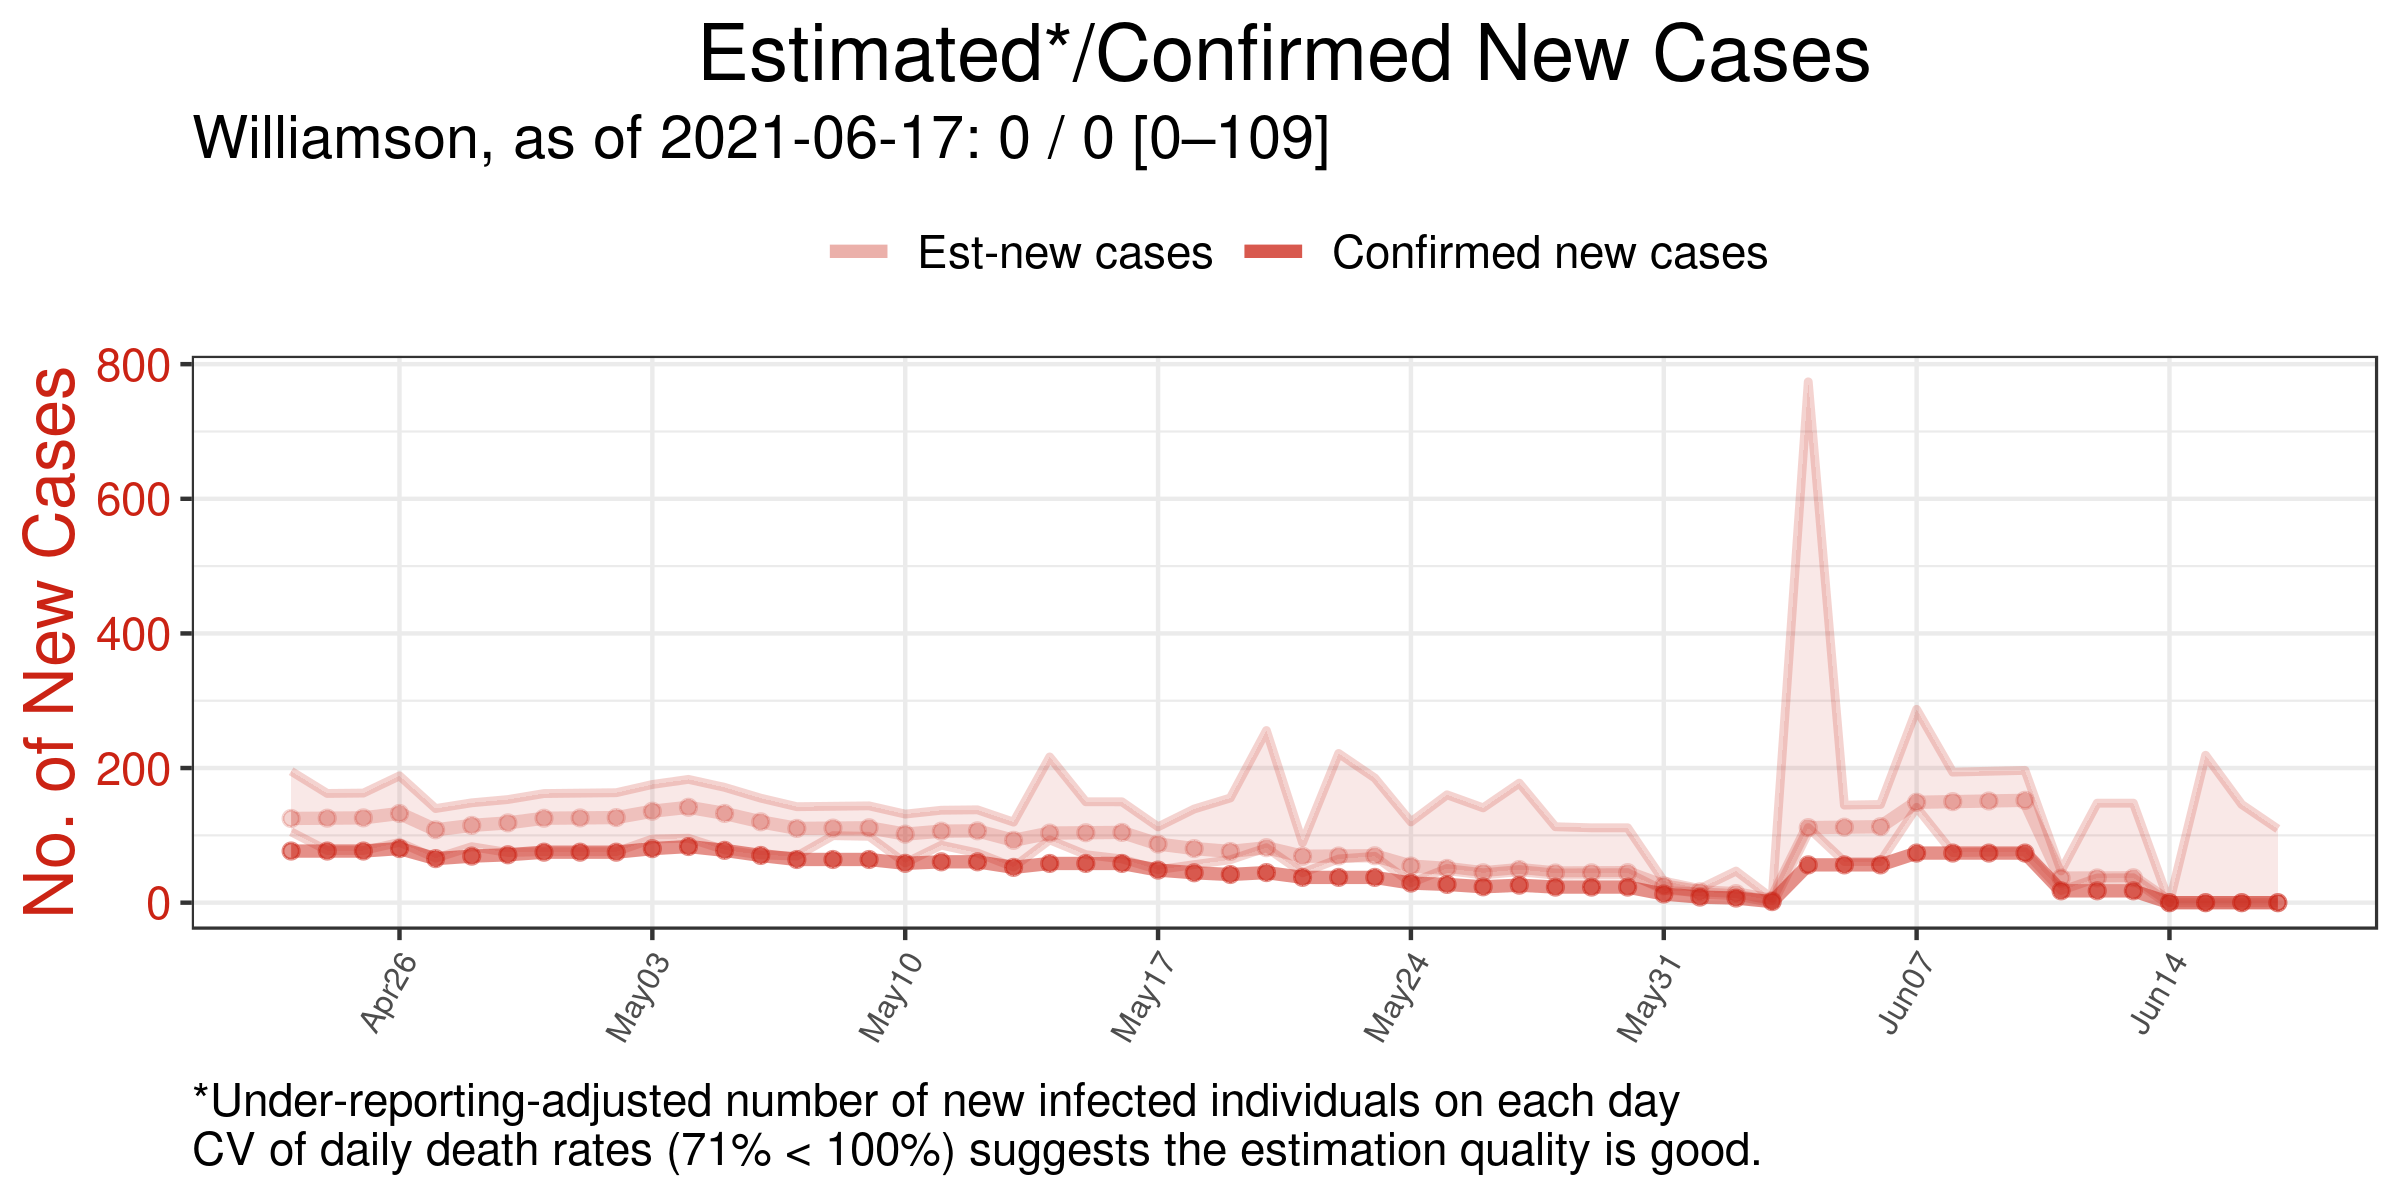 Estimated*/Confirmed New Cases
Williamson, as of 2021-06-17: 0 / 0 [0–109]
Est-new cases Confirmed new cases
No. of New Cases
800
600
400
200
0
Apr26 May03 May10 May17 May24 May31 Jun07 Jun14
*Under-reporting-adjusted number of new infected individuals on each day
CV of daily death rates (71% < 100%) suggests the estimation quality is good.